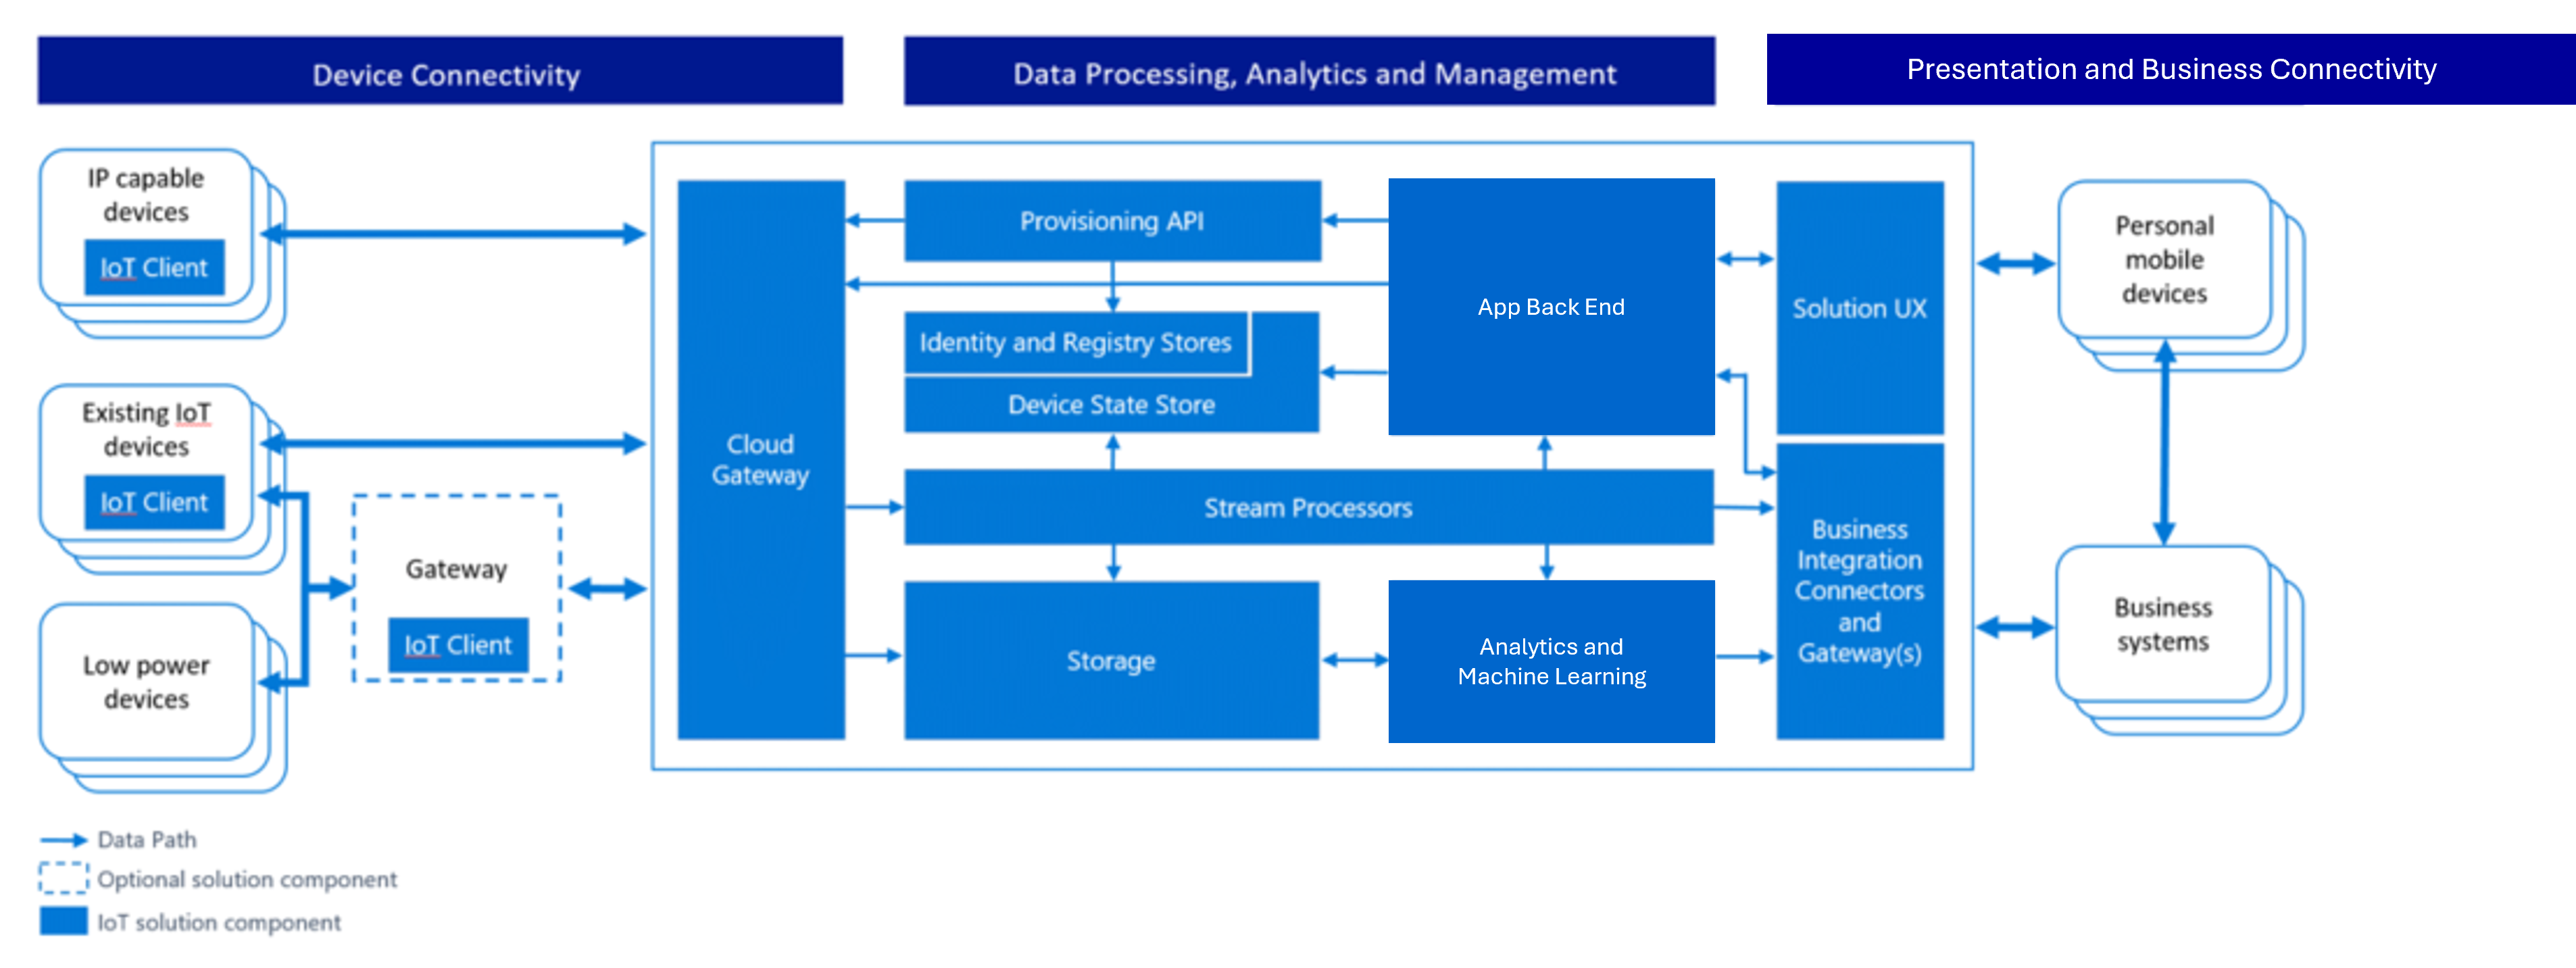 Device Connectivity
Data Processing, Analytics and Management
Presentation and Business Connectivity
IP capable
devices
IoT Client
Existing IoT
devices
IoT Client
Low power
devices
Gateway
IoT Client
Cloud
Gateway
Provisioning API
Identity and Registry Stores
Device State Store
App Back End
Stream Processors
Storage
Analytics and
Machine Learning
Solution UX
Business
Integration
Connectors
and
Gateway(s)
Personal
mobile
devices
Business
systems
Data Path
Optional solution component
IoT solution component